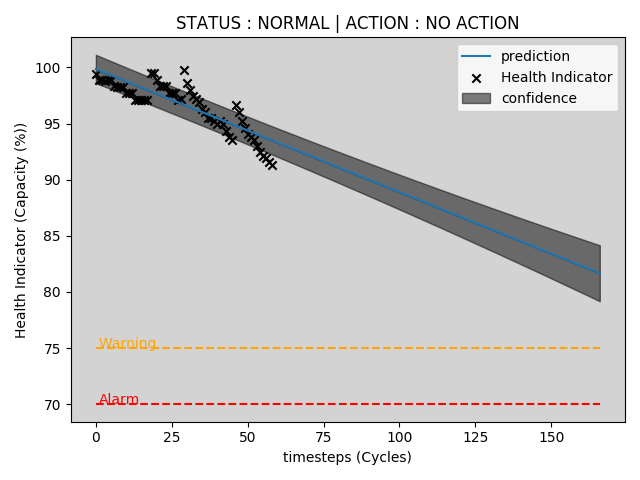 STATUS : NORMAL | ACTION : NO ACTION
prediction
Health Indicator
confidence
Health Indicator (Capacity (%))
100
95
90
85
80
75
70
Warning
Alarm
0
25
50
75
100
125
150
timesteps (Cycles)